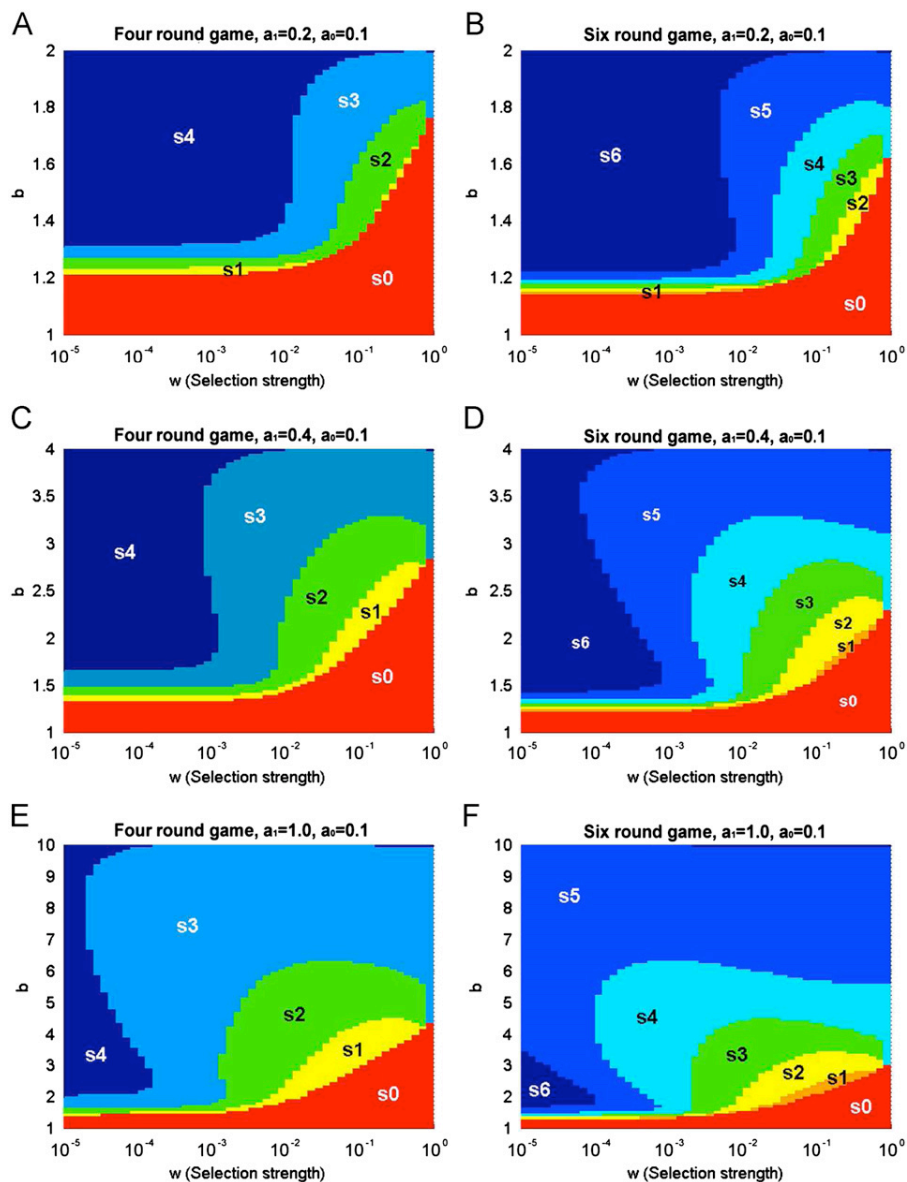 A
Four round game, a₁=0.2, a₀=0.1
2
1.8
1.6
1.4
1.2
1
b
s4
s3
s2
s1
s0
10⁻⁵ 10⁻⁴ 10⁻³ 10⁻² 10⁻¹ 10⁰
w (Selection strength)
B
Six round game, a₁=0.2, a₀=0.1
2
1.8
1.6
1.4
1.2
1
b
s6
s5
s4
s3
s2
s1
s0
10⁻⁵ 10⁻⁴ 10⁻³ 10⁻² 10⁻¹ 10⁰
w (Selection strength)
C
Four round game, a₁=0.4, a₀=0.1
4
3.5
3
2.5
2
1.5
1
b
s4
s3
s2
s1
s0
10⁻⁵ 10⁻⁴ 10⁻³ 10⁻² 10⁻¹ 10⁰
w (Selection strength)
D
Six round game, a₁=0.4, a₀=0.1
4
3.5
3
2.5
2
1.5
1
b
s5
s4
s3
s2
s6
s1
s0
10⁻⁵ 10⁻⁴ 10⁻³ 10⁻² 10⁻¹ 10⁰
w (Selection strength)
E
Four round game, a₁=1.0, a₀=0.1
10
9
8
7
6
5
4
3
2
1
b
s3
s2
s4
s1
s0
10⁻⁵ 10⁻⁴ 10⁻³ 10⁻² 10⁻¹ 10⁰
w (Selection strength)
F
Six round game, a₁=1.0, a₀=0.1
10
9
8
7
6
5
4
3
2
1
b
s5
s4
s3
s2
s1
s6
s0
10⁻⁵ 10⁻⁴ 10⁻³ 10⁻² 10⁻¹ 10⁰
w (Selection strength)